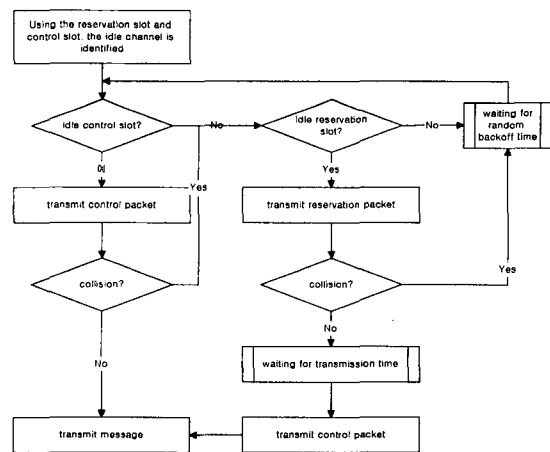 Using the reservation slot and
control slot, the idle channel is
identified
idle control slot?
No
idle reservation
slot?
No
waiting for
random
backoff time
예
Yes
Yes
transmit control packet
transmit reservation packet
Yes
collision?
collision?
No
No
waiting for transmission time
transmit message
transmit control packet